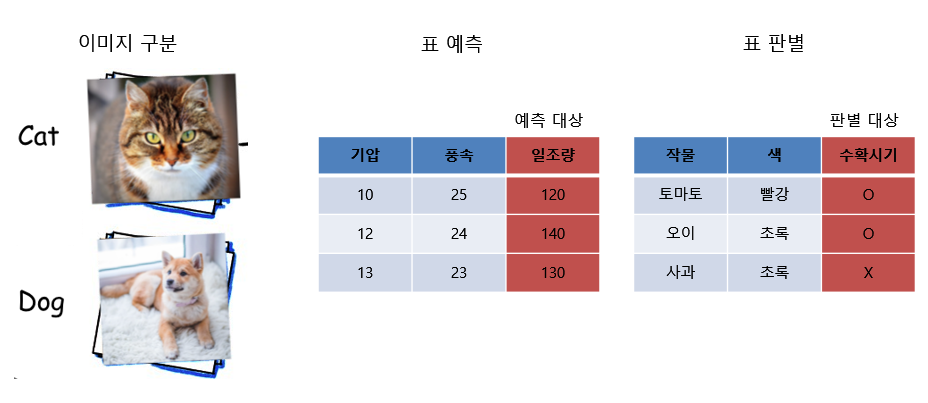 이미지 구분
Cat
Dog
표 예측
예측 대상
기압 풍속 일조량
10 25 120
12 24 140
13 23 130
표 판별
판별 대상
작물 색 수확시기
토마토 빨강 O
오이 초록 O
사과 초록 X